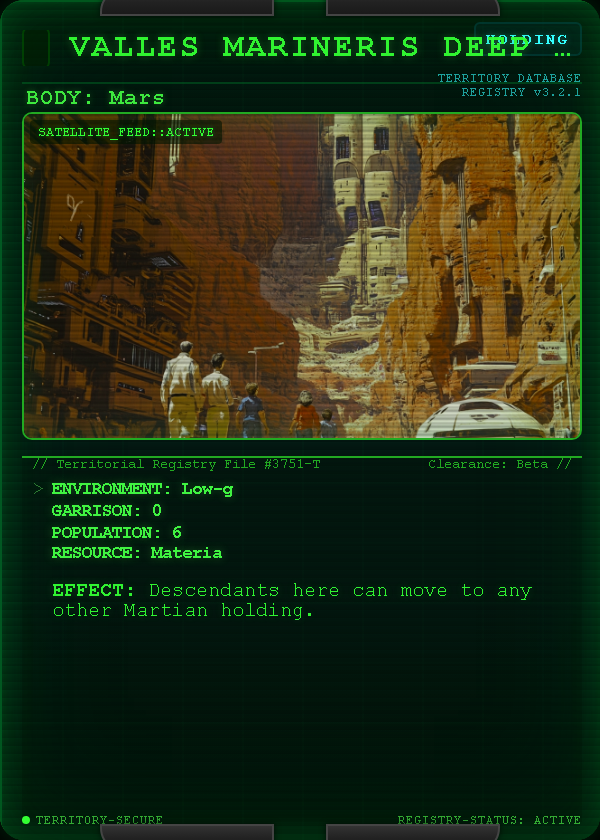 VALLES MARINERIS DEEP …
HOLDING
TERRITORY DATABASE
REGISTRY v3.2.1
BODY: Mars
SATELLITE_FEED::ACTIVE
// Territorial Registry File #3751-T
Clearance: Beta //
> ENVIRONMENT: Low-g
GARRISON: 0
POPULATION: 6
RESOURCE: Materia
EFFECT: Descendants here can move to any
other Martian holding.
TERRITORY-SECURE
REGISTRY-STATUS: ACTIVE